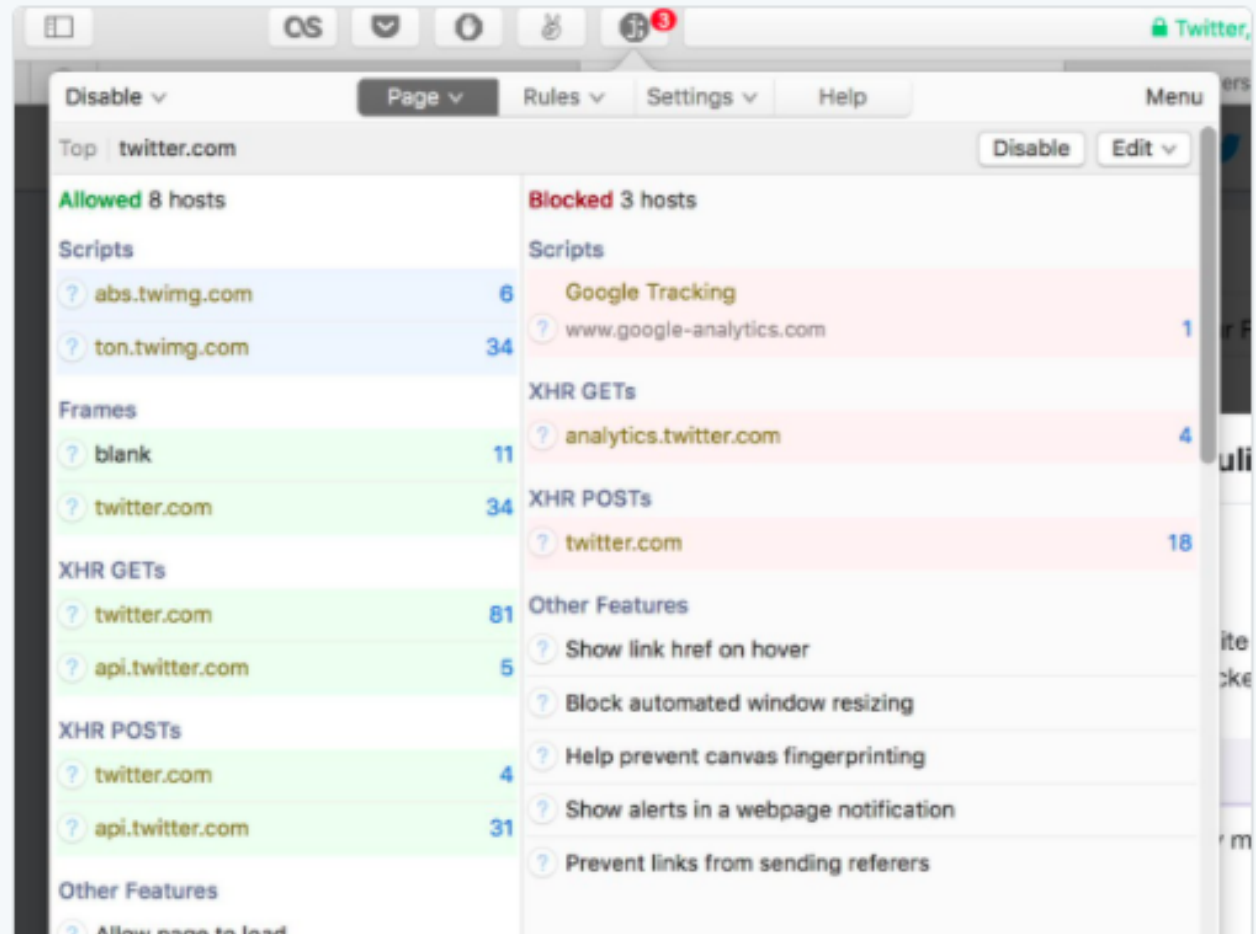 3
Twitter,
Disable
Page
Rules
Settings
Help
Menu
Top twitter.com
Disable
Edit
Allowed 8 hosts
Scripts
? abs.twimg.com 6
? ton.twimg.com 34
Frames
? blank 11
? twitter.com 34
XHR GETs
? twitter.com 81
? api.twitter.com 5
XHR POSTs
? twitter.com 4
? api.twitter.com 31
Other Features
? Allow page to load
Blocked 3 hosts
Scripts
Google Tracking
? www.google-analytics.com 1
XHR GETs
? analytics.twitter.com 4
XHR POSTs
? twitter.com 18
Other Features
? Show link href on hover
? Block automated window resizing
? Help prevent canvas fingerprinting
? Show alerts in a webpage notification
? Prevent links from sending referers